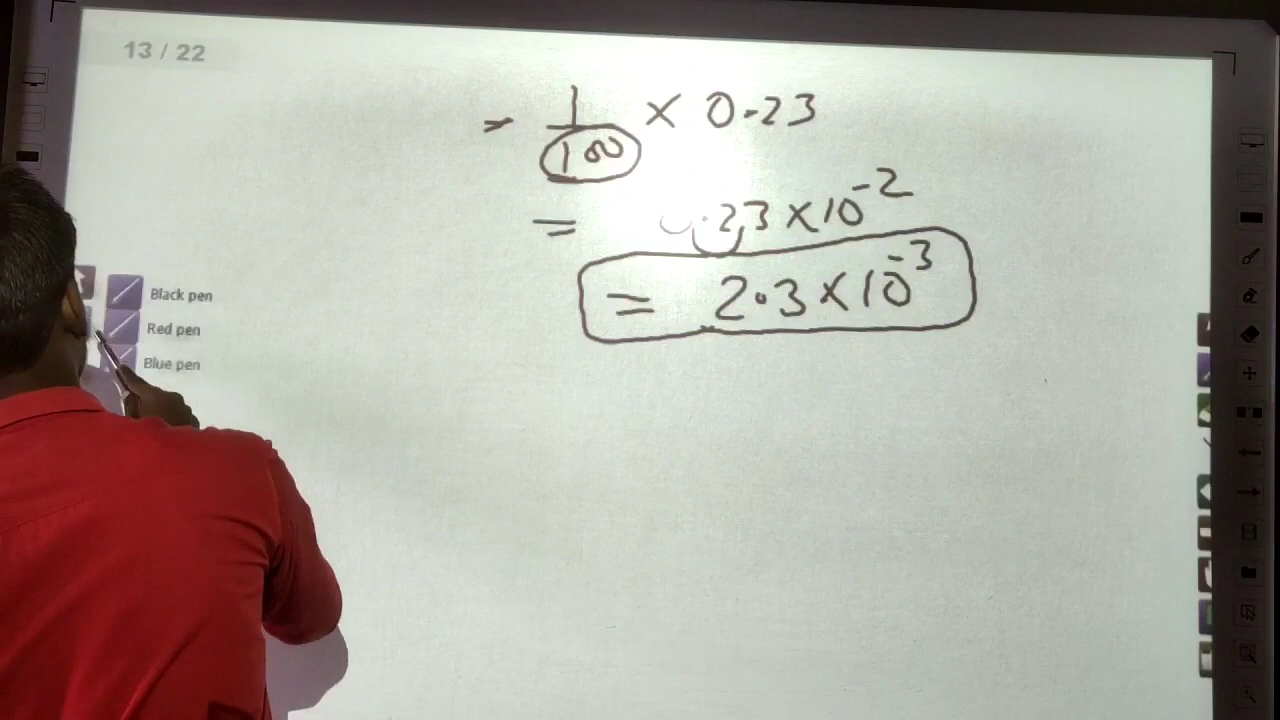 13 / 22
= 1/100 × 0.23
= 0.23 × 10⁻²
= 2.3 × 10⁻³
Black pen
Red pen
Blue pen